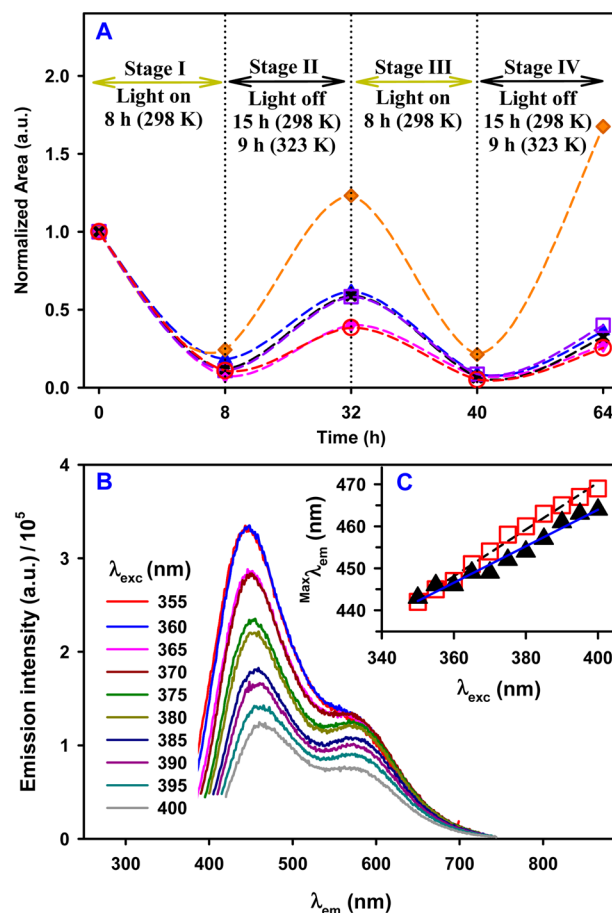 A
Normalized Area (a.u.)
2.0
1.5
1.0
0.5
0.0
Stage I
Light on
8 h (298 K)
Stage II
Light off
15 h (298 K)
9 h (323 K)
Stage III
Light on
8 h (298 K)
Stage IV
Light off
15 h (298 K)
9 h (323 K)
0
8
32
40
64
Time (h)
B
Emission intensity (a.u.) / 10⁵
4
3
2
1
0
λexc (nm)
355
360
365
370
375
380
385
390
395
400
300
400
500
600
700
800
λem (nm)
C
Maxλem (nm)
470
460
450
440
340
360
380
400
λexc (nm)